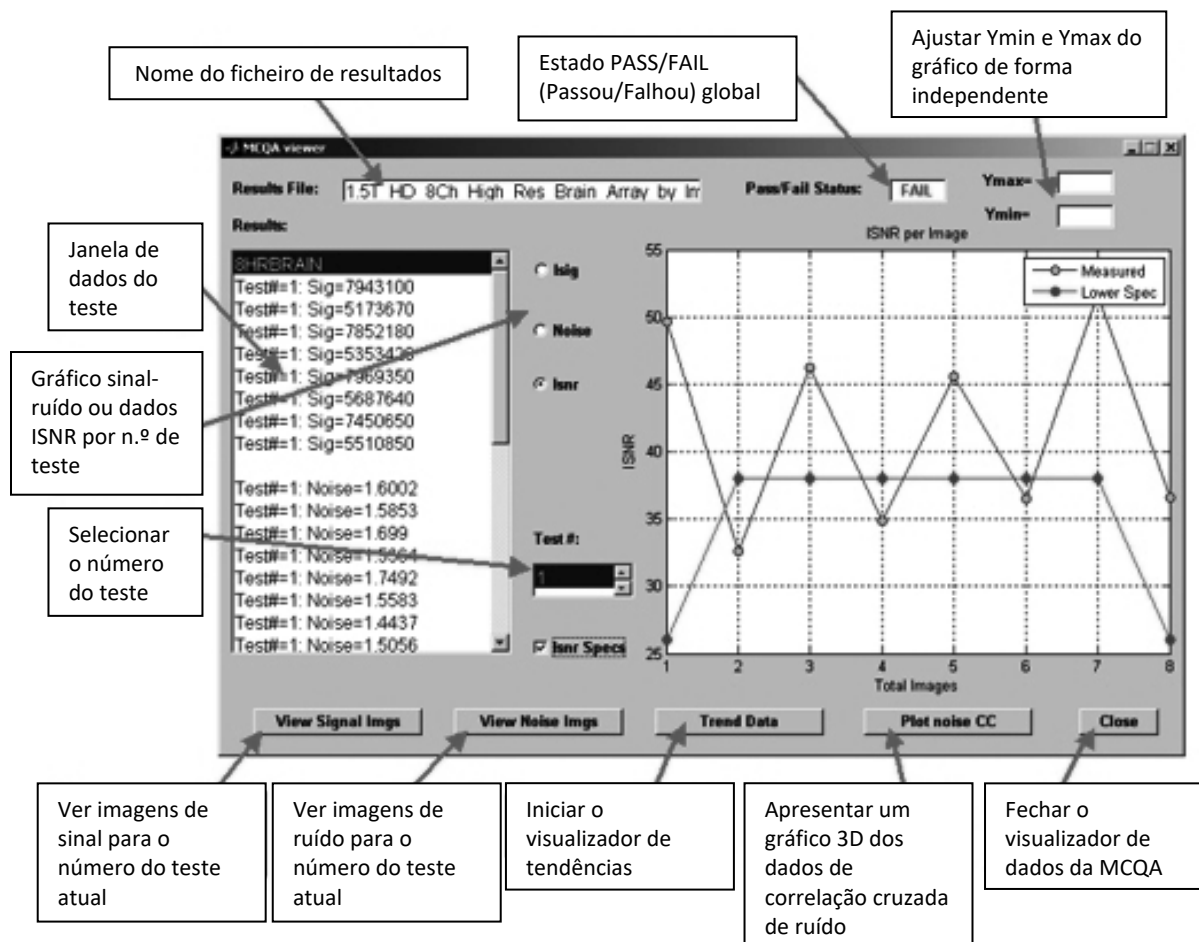 Nome do ficheiro de resultados
Estado PASS/FAIL
(Passou/Falhou) global
Ajustar Ymin e Ymax do
gráfico de forma
independente
MCQA viewer
Results File:
1.5T HD 8Ch High Res Brain Array by
Pass/Fail Status:
FAIL
Ymax=
Ymin=
Results:
8HRBRAIN
Test#=1: Sig=7943100
Test#=1: Sig=5173670
Test#=1: Sig=7852180
Test#=1:
Test#=1: Sig=7969350
Test#=1: Sig=5687640
Test#=1: Sig=7450650
Test#=1: Sig=5510850
Test#=1: Noise=1.6002
Test#=1: Noise=1.5853
Test#=1: Noise=1.699
Test#=1:
Test#=1: Noise=1.7492
Test#=1: Noise=1.5583
Test#=1: Noise=1.4437
Test#=1: Noise=1.5056
Isig
Noise
Isnr
Test #:
1
Isnr Specs
ISNR per Image
Measured
Lower Spec
55
50
45
40
35
30
25
ISNR
1 2 3 4 5 6 7 8
Total Images
View Signal Imgs
View Noise Imgs
Trend Data
Plot noise CC
Close
Janela de
dados do
teste
Gráfico sinal-
ruído ou dados
ISNR por n.º de
teste
Selecionar
o número
do teste
Ver imagens de
sinal para o
número do teste
atual
Ver imagens de
ruído para o
número do teste
atual
Iniciar o
visualizador de
tendências
Apresentar um
gráfico 3D dos
dados de
correlação cruzada
de ruído
Fechar o
visualizador de
dados da MCQA